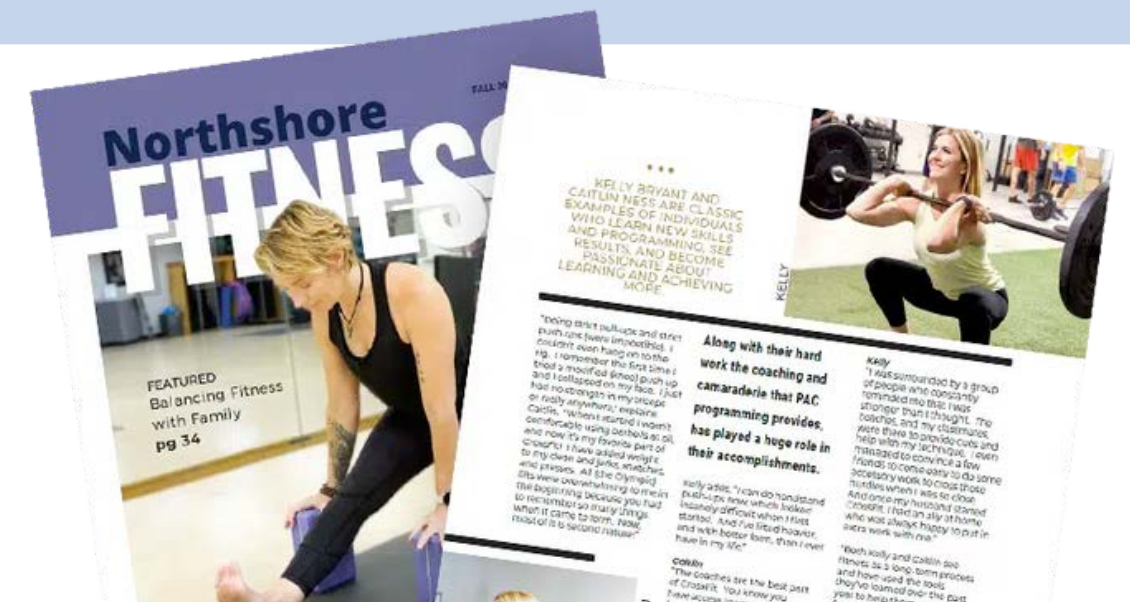 Northshore
FITNESS
FALL 20
FEATURED
Balancing Fitness
with Family
pg 34
KELLY BRYANT AND
CAITLIN NESS ARE CLASSIC
EXAMPLES OF INDIVIDUALS
WHO LEARN NEW SKILLS
AND PROGRAMMING, SEE
RESULTS, AND BECOME
PASSIONATE ABOUT
LEARNING AND ACHIEVING
MORE.
KELLY
"Doing strict pull-ups and strict
push-ups (were impossible). I
couldn't even hang on to the
rig. I remember the first time I
tried a modified (knee) push up
and I collapsed on my face. I just
had no strength in my triceps
or really anywhere," explains
Caitlin. "When I started I wasn't
comfortable using barbells at all,
and now it's my favorite part of
CrossFit! I have added weight
to my clean and jerks, snatches,
and presses. All (the Olympic)
lifts were overwhelming to me in
the beginning because you had
to remember so many things
when it came to form. Now,
most of it is second nature."
Along with their hard
work the coaching and
camaraderie that PAC
programming provides,
has played a huge role in
their accomplishments.
Kelly adds, "I can do handstand
push-ups now which looked
insanely difficult when I first
started. And I've lifted heavier,
and with better form, than I ever
have in my life."
Caitlin
"The coaches are the best part
of CrossFit. You know you
have access
Kelly
"I was surrounded by a group
of people who constantly
reminded me that I was
stronger than I thought. The
coaches, and my classmates,
were there to provide cues and
help with my technique. I even
managed to convince a few
friends to come early to do some
accessory work to cross those
hurdles when I was so close.
And once my husband started
CrossFit, I had an ally at home
who was always happy to put in
extra work with me."
"Both Kelly and Caitlin see
fitness as a long-term process
and have used the tools
they've learned over the past
year to help